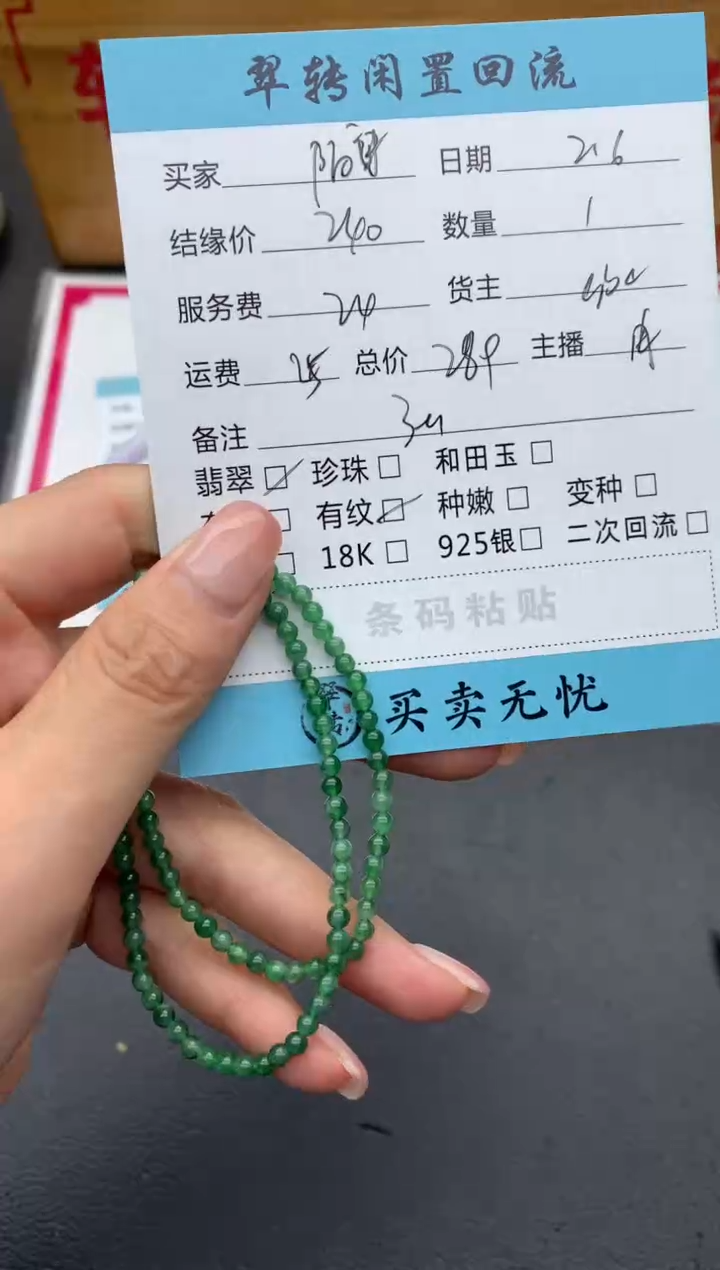 翠转闲置回流
买家 日期 2.6
结缘价 240 数量 1
服务费 24 货主
运费 25 总价 289 主播
备注
翡翠 珍珠 和田玉
有纹 种嫩 变种
18K 925银 二次回流
条码粘贴
买卖无忧